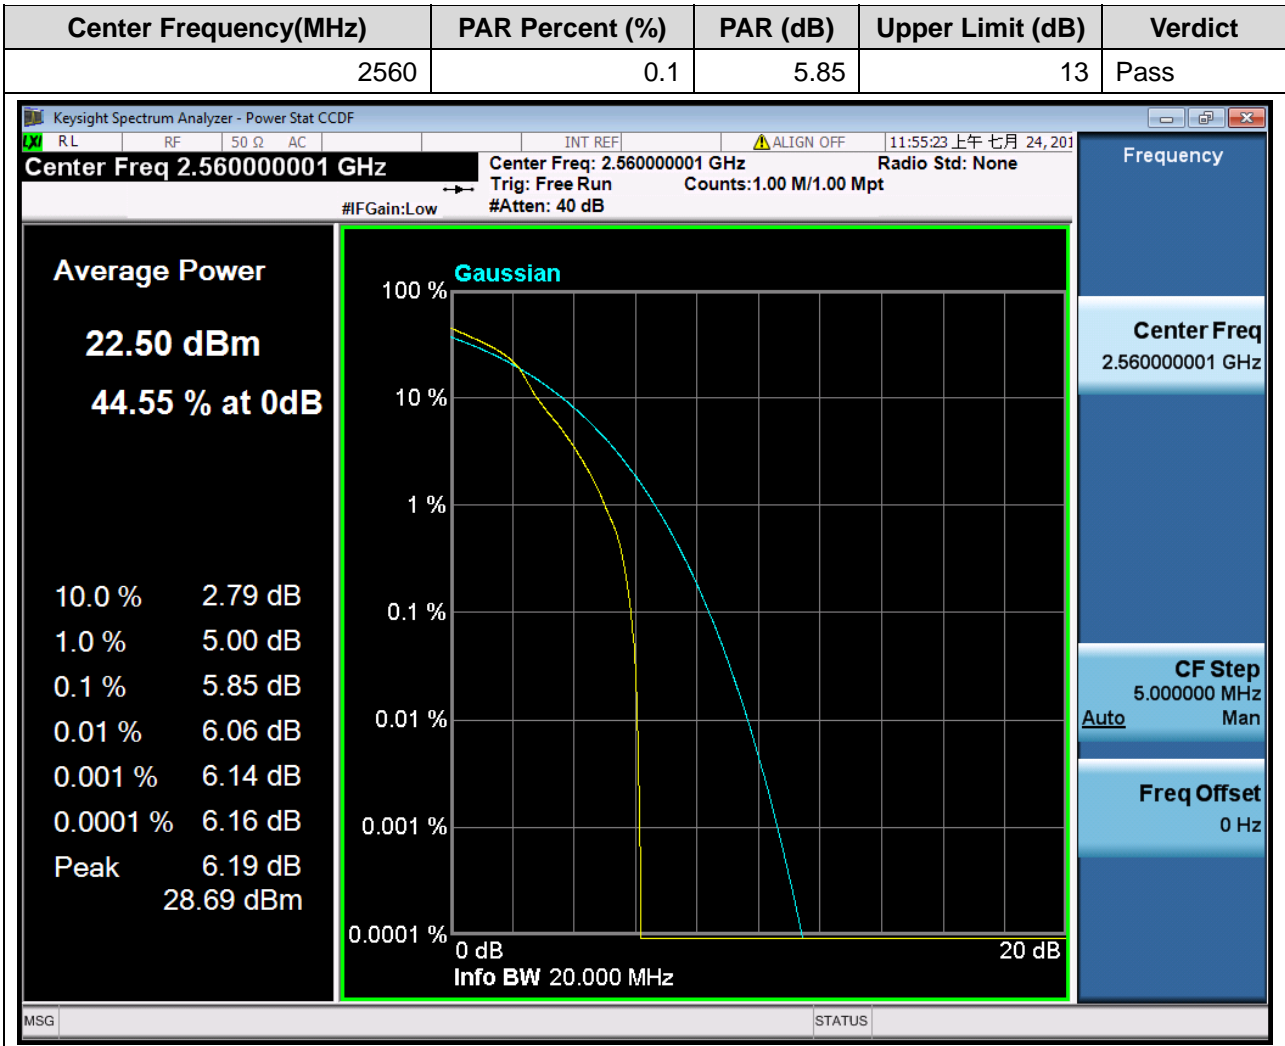 Center Frequency(MHz) PAR Percent (%) PAR (dB) Upper Limit (dB) Verdict
2560 0.1 5.85 13 Pass
Keysight Spectrum Analyzer - Power Stat CCDF
LXI RL RF 50 Ω AC INT REF ALIGN OFF 11:55:23 上午 七月 24, 201
Center Freq 2.560000001 GHz
Center Freq: 2.560000001 GHz Radio Std: None
Trig: Free Run Counts:1.00 M/1.00 Mpt
#IFGain:Low #Atten: 40 dB
Average Power
22.50 dBm
44.55 % at 0dB
10.0 % 2.79 dB
1.0 % 5.00 dB
0.1 % 5.85 dB
0.01 % 6.06 dB
0.001 % 6.14 dB
0.0001 % 6.16 dB
Peak 6.19 dB
28.69 dBm
Gaussian
100 %
10 %
1 %
0.1 %
0.01 %
0.001 %
0.0001 %
0 dB 20 dB
Info BW 20.000 MHz
Frequency
Center Freq
2.560000001 GHz
CF Step
5.000000 MHz
Auto Man
Freq Offset
0 Hz
MSG STATUS